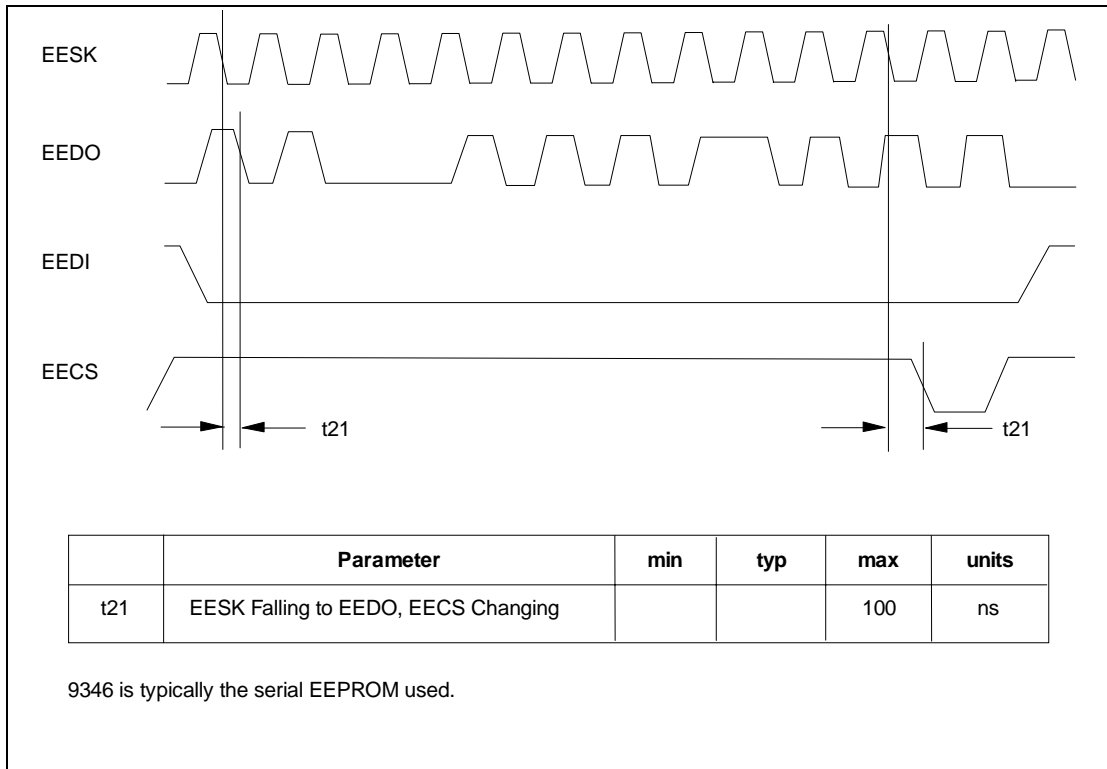 EESK
EEDO
EEDI
EECS
t21 t21
Parameter min typ max units
t21 EESK Falling to EEDO, EECS Changing 100 ns
9346 is typically the serial EEPROM used.